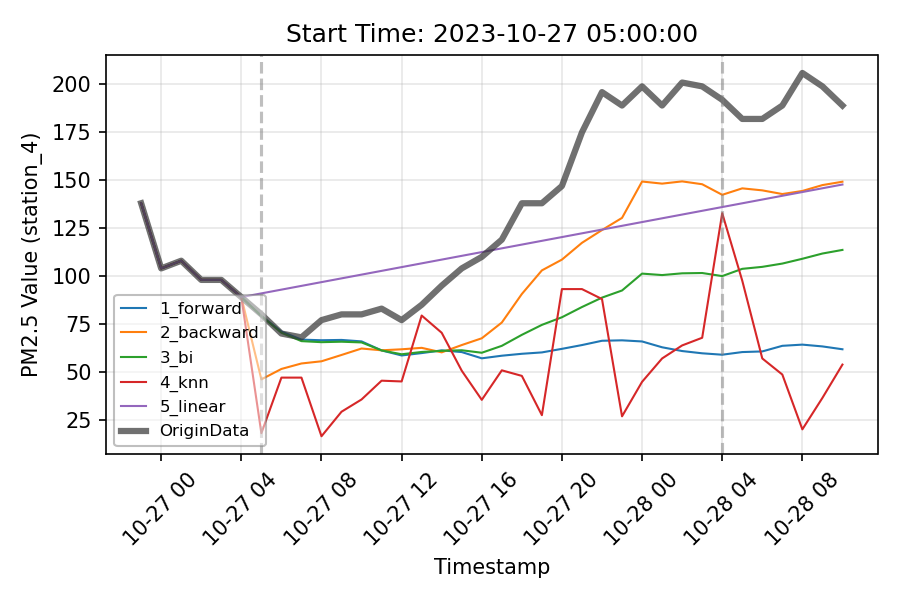 Start Time: 2023-10-27 05:00:00
PM2.5 Value (station_4)
200
175
150
125
100
75
50
25
1_forward
2_backward
3_bi
4_knn
5_linear
OriginData
10-27 00
10-27 04
10-27 08
10-27 12
10-27 16
10-27 20
10-28 00
10-28 04
10-28 08
Timestamp